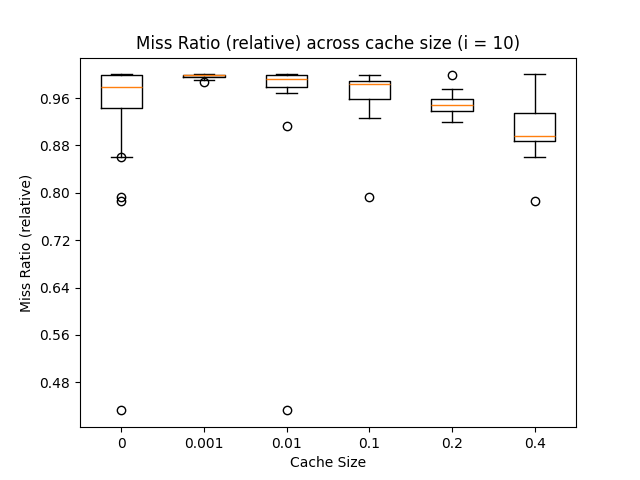 Miss Ratio (relative) across cache size (i = 10)
0.96
0.88
0.80
0.72
0.64
0.56
0.48
Miss Ratio (relative)
0 0.001 0.01 0.1 0.2 0.4
Cache Size